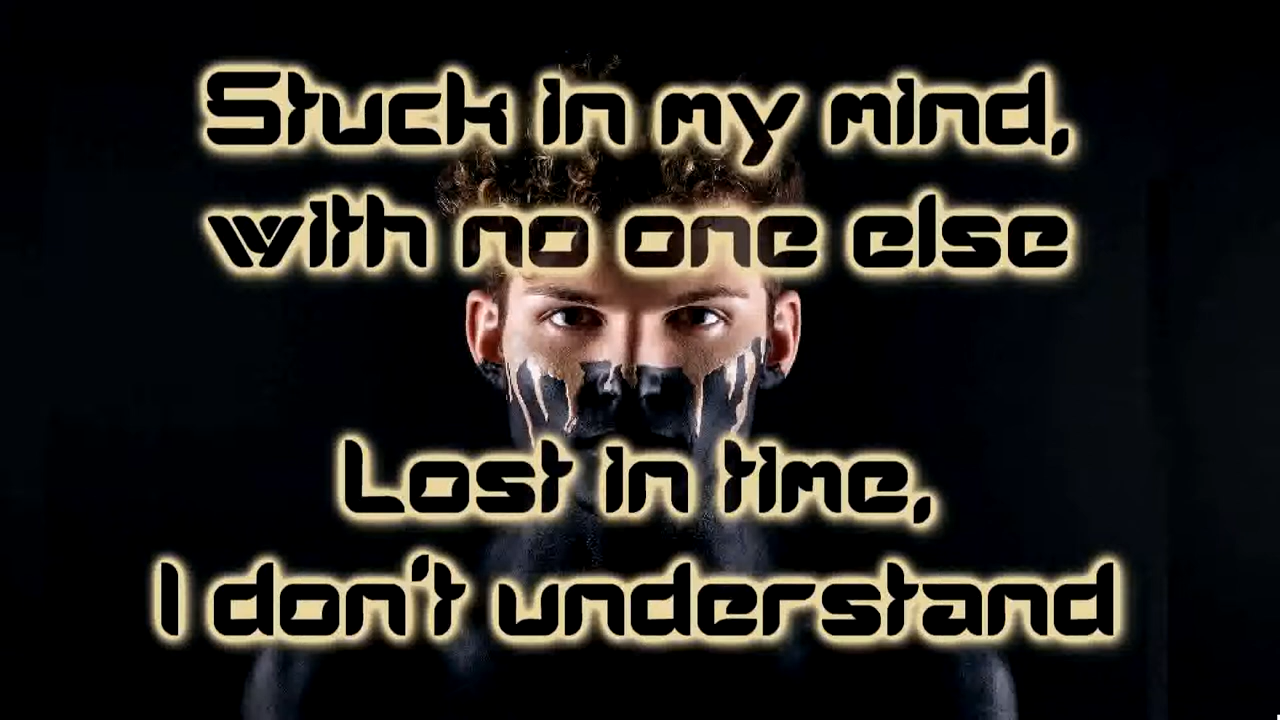 Stuck in my mind,
with no one else
Lost in time,
I don't understand